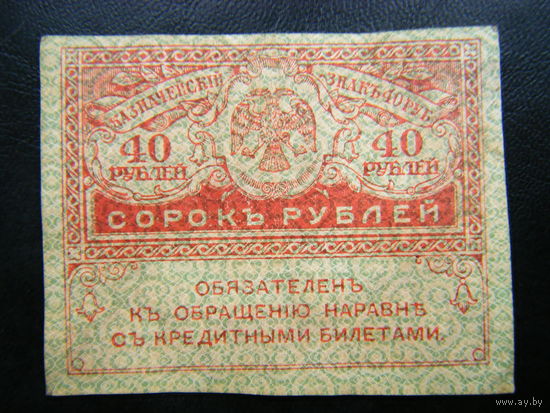 КАЗНАЧЕЙСКІЙ ЗНАКЪ
40 РУБЛЕЙ 40 РУБЛЕЙ
СОРОКЪ РУБЛЕЙ
ОБЯЗАТЕЛЕНЪ
КЪ ОБРАЩЕНІЮ НАРАВНѢ
СЪ КРЕДИТНЫМИ БИЛЕТАМИ.
www.ay.by